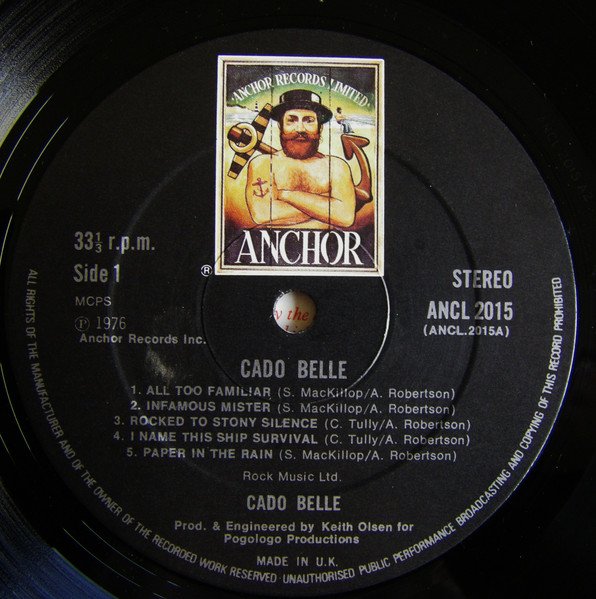 ANCHOR RECORDS LIMITED
ANCHOR
®
33⅓ r.p.m.
Side 1
MCPS
Ⓟ 1976
Anchor Records Inc.
STEREO
ANCL 2015
(ANCL.2015A)
y the
CADO BELLE
1. ALL TOO FAMILIAR (S. MacKillop/A. Robertson)
2. INFAMOUS MISTER (S. MacKillop/A. Robertson)
3. ROCKED TO STONY SILENCE (C. Tully/A. Robertson)
4. I NAME THIS SHIP SURVIVAL (C. Tully/A. Robertson)
5. PAPER IN THE RAIN (S. MacKillop/A. Robertson)
Rock Music Ltd.
CADO BELLE
Prod. & Engineered by Keith Olsen for
Pogologo Productions
MADE IN U.K.
ALL RIGHTS OF THE MANUFACTURER AND OF THE OWNER OF THE RECORDED WORK RESERVED · UNAUTHORISED PUBLIC PERFORMANCE BROADCASTING AND COPYING OF THIS RECORD PROHIBITED